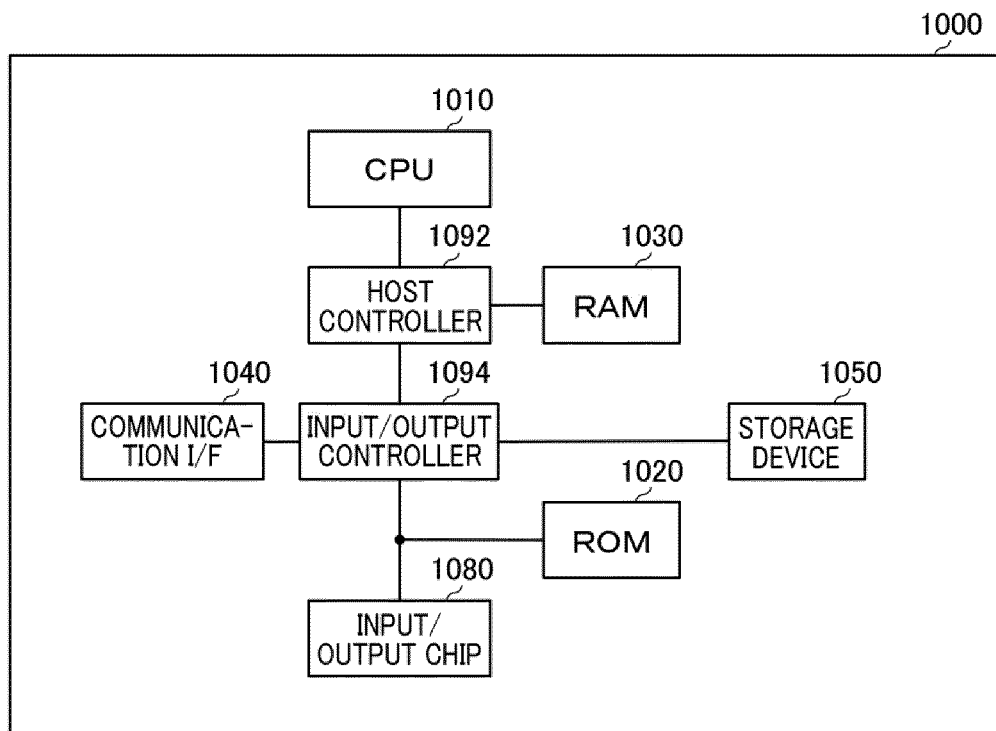 1000
1010
CPU
1092
1030
HOST
CONTROLLER
RAM
1040
1094
1050
COMMUNICA-
TION I/F
INPUT/OUTPUT
CONTROLLER
STORAGE
DEVICE
1020
ROM
1080
INPUT/
OUTPUT CHIP